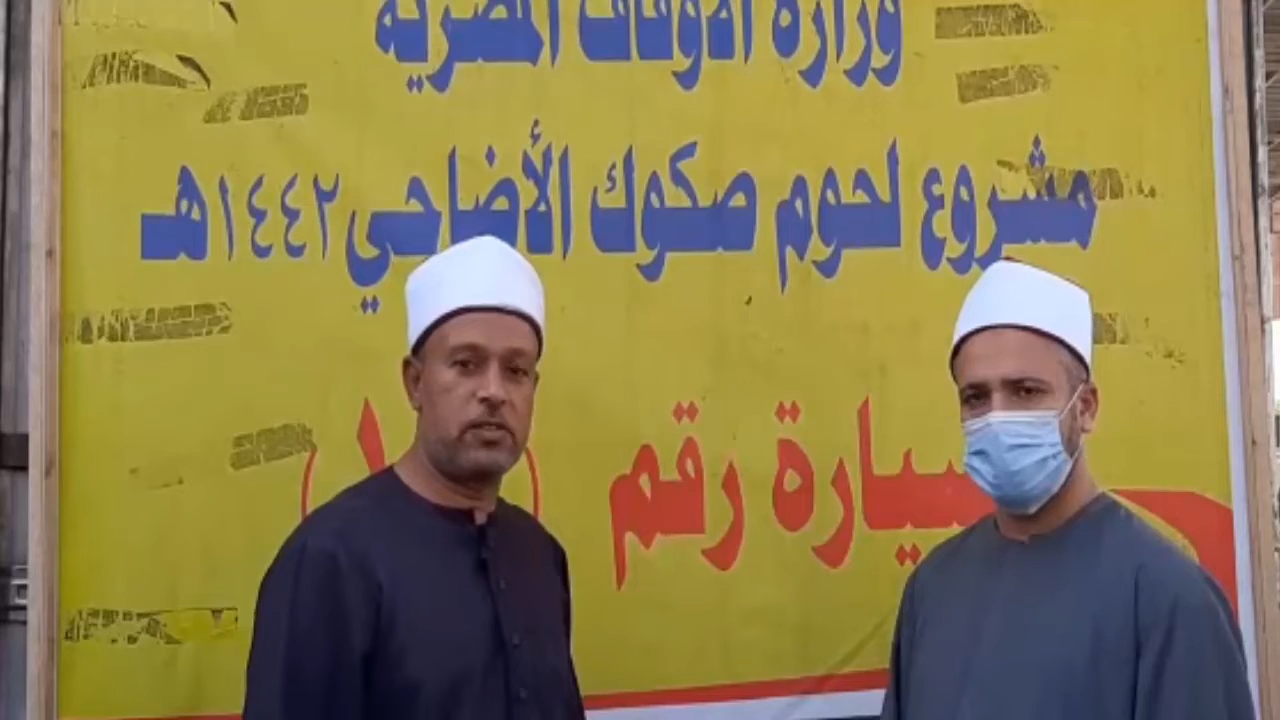 وزارة الأوقاف المصرية
مشروع لحوم صكوك الأضاحي ١٤٤٢هـ
سيارة رقم (